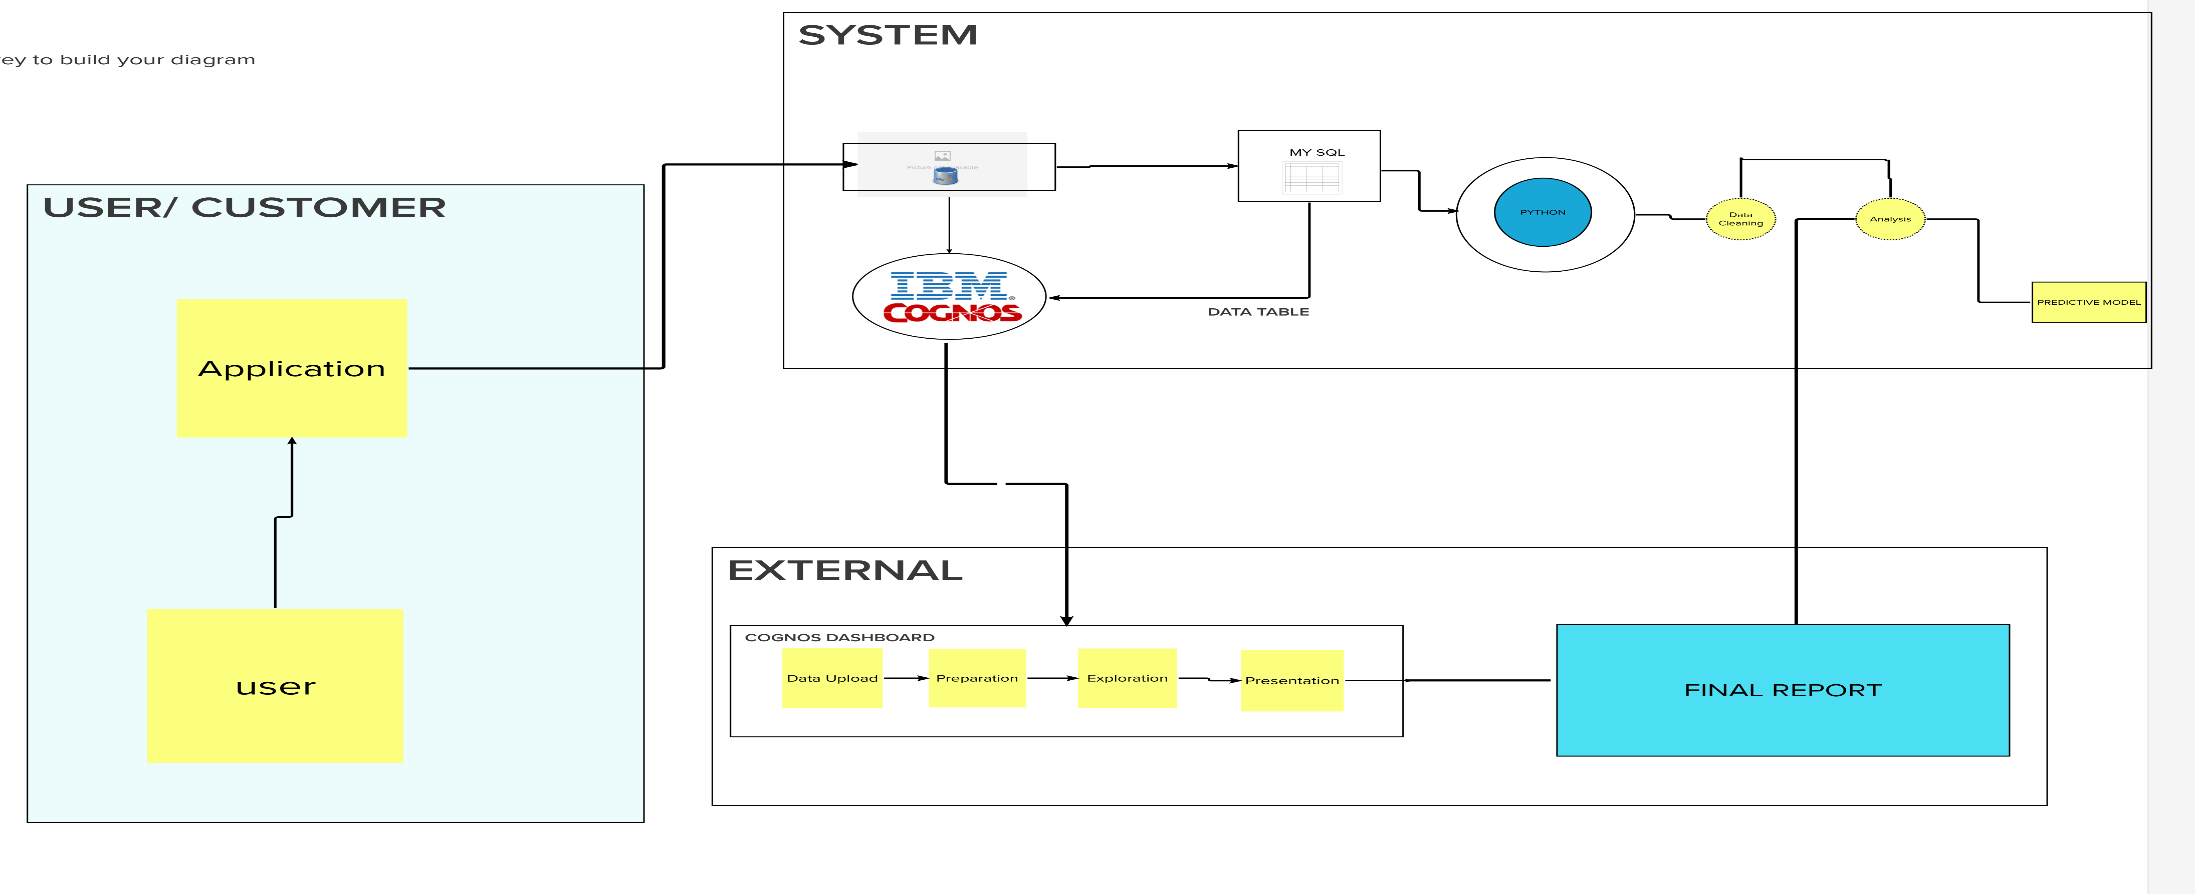 SYSTEM
ey to build your diagram
MY SQL
PYTHON
Data
Cleaning
Analysis
USER/ CUSTOMER
IBM
COGNOS
DATA TABLE
PREDICTIVE MODEL
Application
EXTERNAL
COGNOS DASHBOARD
Data Upload
Preparation
Exploration
Presentation
user
FINAL REPORT